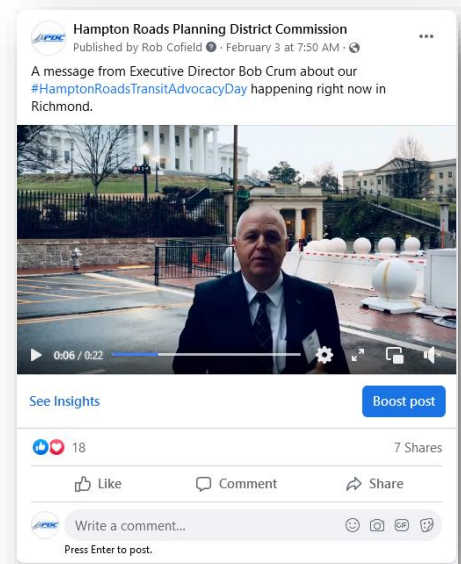 Hampton Roads Planning District Commission
Published by Rob Cofield · February 3 at 7:50 AM ·
A message from Executive Director Bob Crum about our
#HamptonRoadsTransitAdvocacyDay happening right now in
Richmond.
0:06 / 0:22
See Insights
Boost post
18
7 Shares
Like
Comment
Share
Write a comment...
GIF
Press Enter to post.